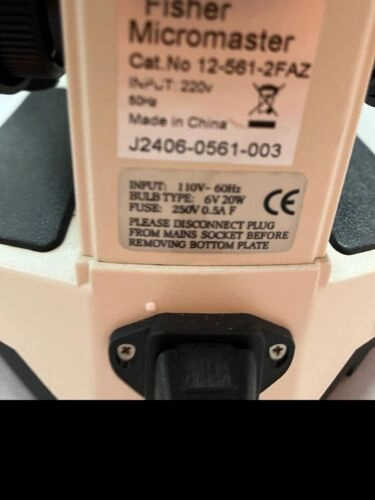 Fisher
Micromaster
Cat.No 12-561-2FAZ
INPUT: 220v
50Hz
Made in China
J2406-0561-003
INPUT: 110V~ 60Hz
BULB TYPE: 6V 20W
FUSE: 250V 0.5A F
CE
PLEASE DISCONNECT PLUG
FROM MAINS SOCKET BEFORE
REMOVING BOTTOM PLATE